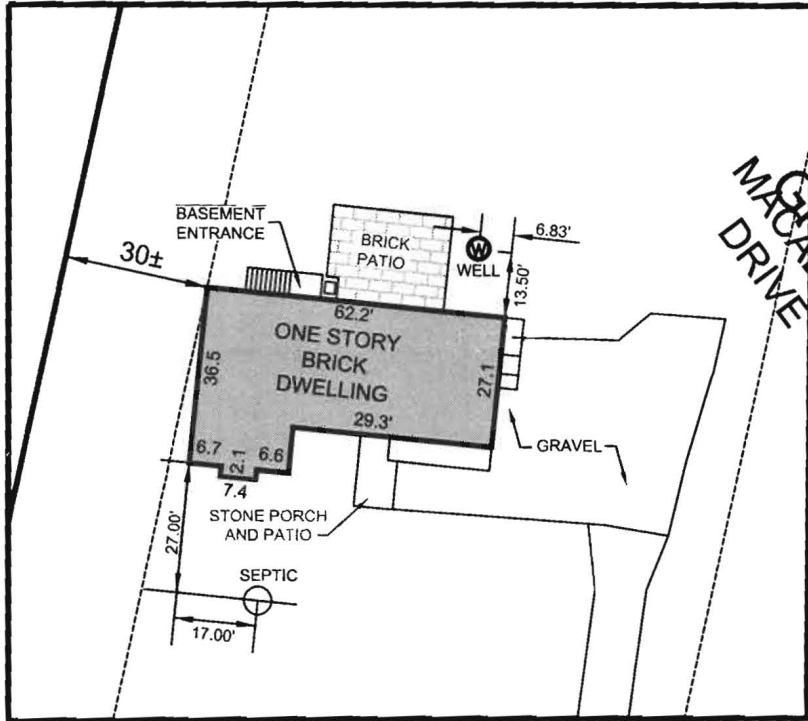 BASEMENT
ENTRANCE
30±
BRICK
PATIO
W
WELL
6.83'
13.50'
MACA
DRIVE
62.2'
ONE STORY
BRICK
DWELLING
36.5
27.1
29.3'
6.7
2.1
6.6
7.4
GRAVEL
STONE PORCH
AND PATIO
27.00'
SEPTIC
17.00'